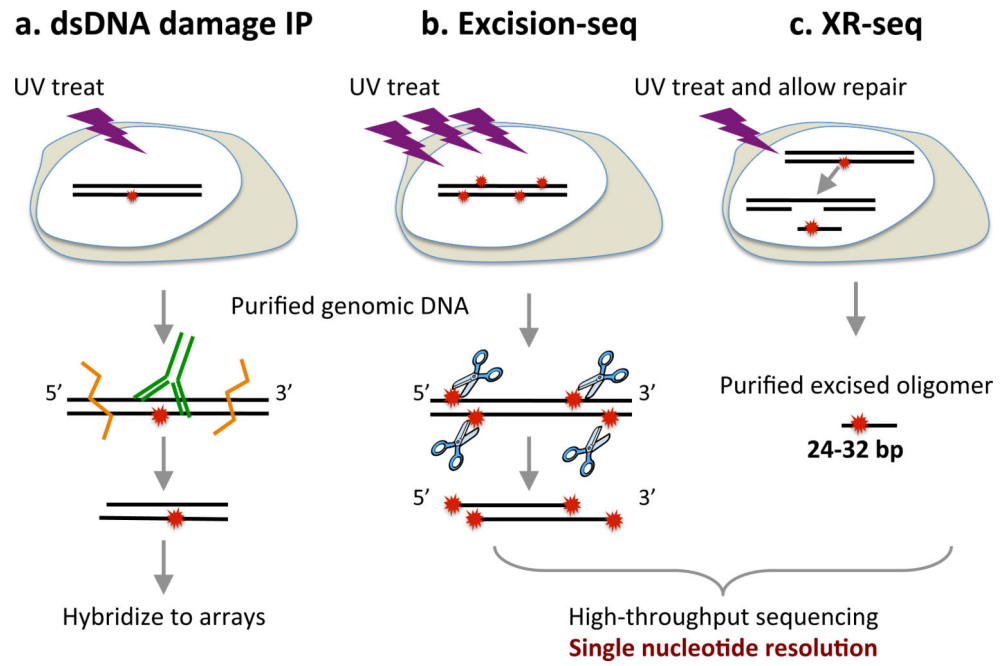 a. dsDNA damage IP
b. Excision-seq
c. XR-seq
UV treat
UV treat
UV treat and allow repair
Purified genomic DNA
5’
3’
Purified excised oligomer
24-32 bp
5’
3’
Hybridize to arrays
High-throughput sequencing
Single nucleotide resolution